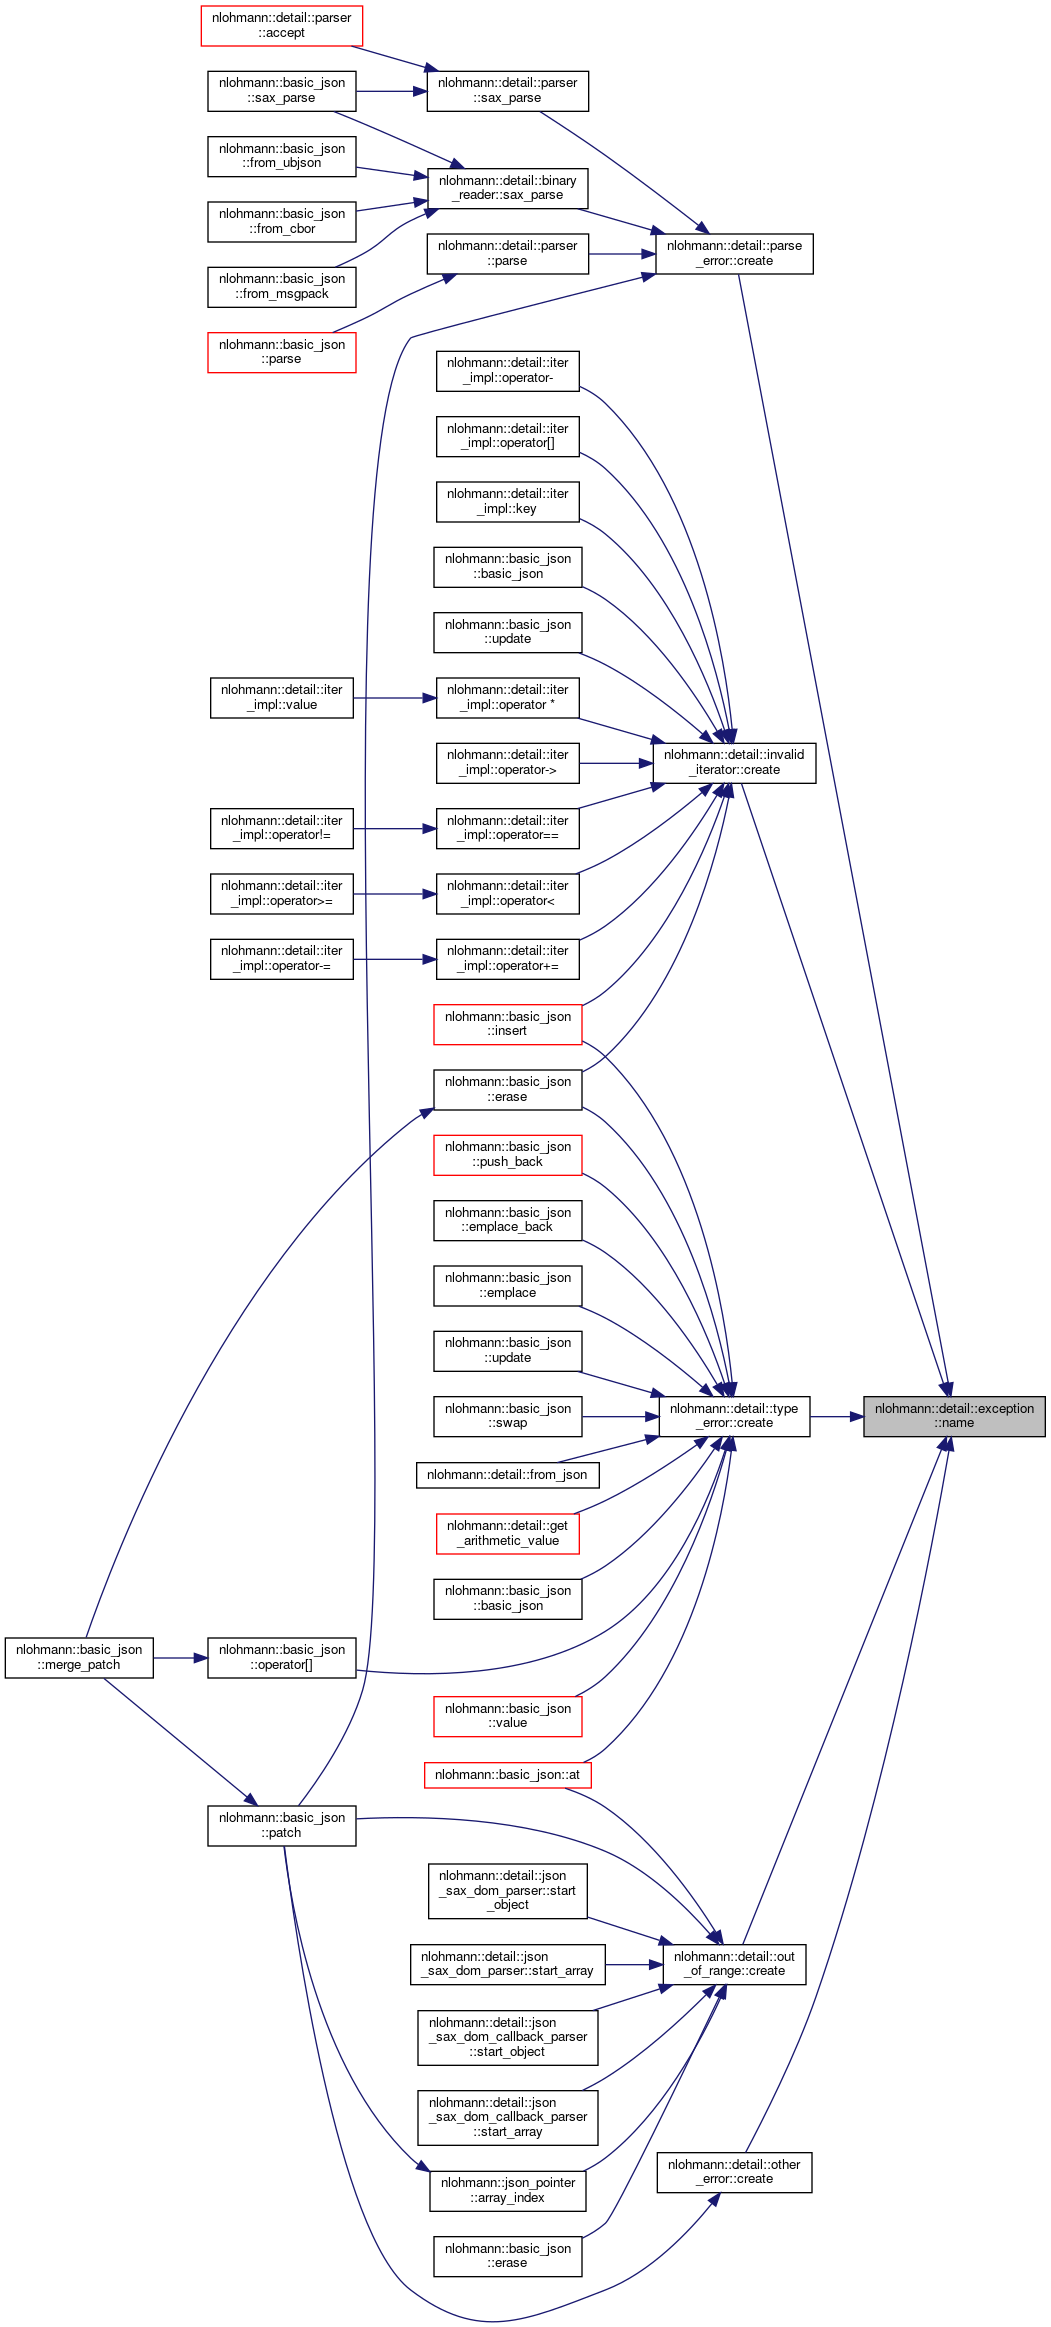 nlohmann::detail::parser
::accept
nlohmann::basic_json
::sax_parse
nlohmann::detail::parser
::sax_parse
nlohmann::basic_json
::from_ubjson
nlohmann::detail::binary
_reader::sax_parse
nlohmann::basic_json
::from_cbor
nlohmann::detail::parser
::parse
nlohmann::detail::parse
_error::create
nlohmann::basic_json
::from_msgpack
nlohmann::basic_json
::parse
nlohmann::detail::iter
_impl::operator-
nlohmann::detail::iter
_impl::operator[]
nlohmann::detail::iter
_impl::key
nlohmann::basic_json
::basic_json
nlohmann::basic_json
::update
nlohmann::detail::iter
_impl::value
nlohmann::detail::iter
_impl::operator *
nlohmann::detail::iter
_impl::operator->
nlohmann::detail::invalid
_iterator::create
nlohmann::detail::iter
_impl::operator!=
nlohmann::detail::iter
_impl::operator==
nlohmann::detail::iter
_impl::operator>=
nlohmann::detail::iter
_impl::operator<
nlohmann::detail::iter
_impl::operator-=
nlohmann::detail::iter
_impl::operator+=
nlohmann::basic_json
::insert
nlohmann::basic_json
::erase
nlohmann::basic_json
::push_back
nlohmann::basic_json
::emplace_back
nlohmann::basic_json
::emplace
nlohmann::basic_json
::update
nlohmann::basic_json
::swap
nlohmann::detail::type
_error::create
nlohmann::detail::exception
::name
nlohmann::detail::from_json
nlohmann::detail::get
_arithmetic_value
nlohmann::basic_json
::basic_json
nlohmann::basic_json
::merge_patch
nlohmann::basic_json
::operator[]
nlohmann::basic_json
::value
nlohmann::basic_json::at
nlohmann::basic_json
::patch
nlohmann::detail::json
_sax_dom_parser::start
_object
nlohmann::detail::json
_sax_dom_parser::start_array
nlohmann::detail::out
_of_range::create
nlohmann::detail::json
_sax_dom_callback_parser
::start_object
nlohmann::detail::json
_sax_dom_callback_parser
::start_array
nlohmann::json_pointer
::array_index
nlohmann::detail::other
_error::create
nlohmann::basic_json
::erase